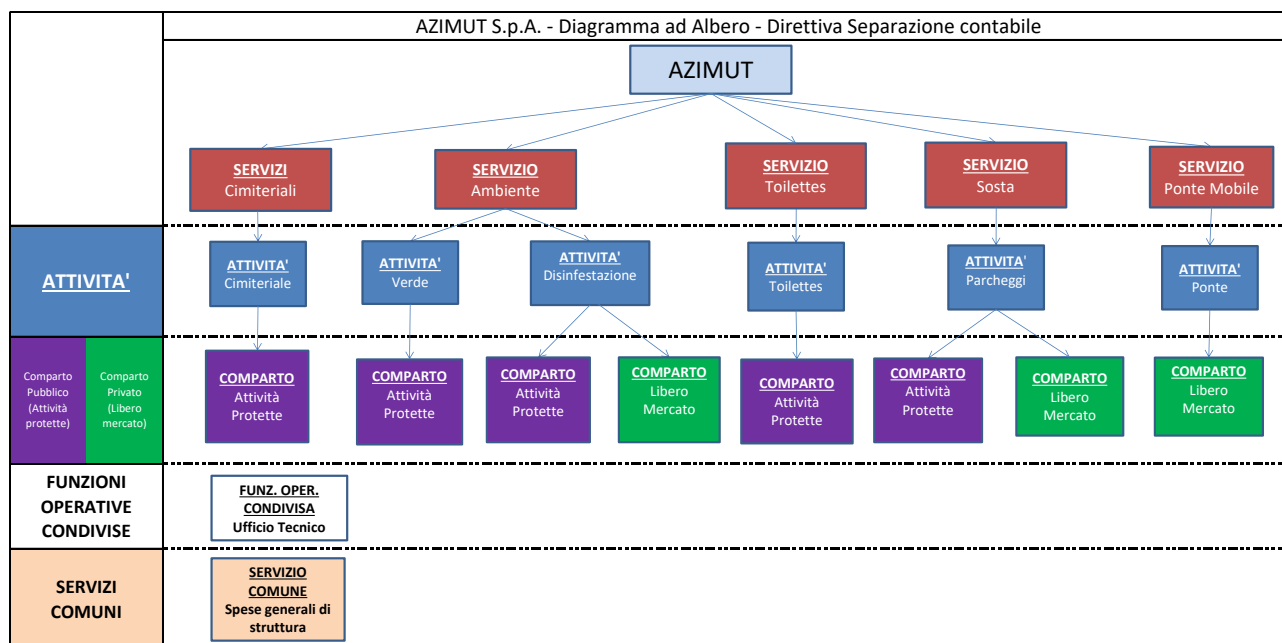 AZIMUT S.p.A. - Diagramma ad Albero - Direttiva Separazione contabile
AZIMUT
SERVIZI
Cimiteriali
SERVIZIO
Ambiente
SERVIZIO
Toilettes
SERVIZIO
Sosta
SERVIZIO
Ponte Mobile
ATTIVITA'
ATTIVITA'
Cimiteriale
ATTIVITA'
Verde
ATTIVITA'
Disinfestazione
ATTIVITA'
Toilettes
ATTIVITA'
Parcheggi
ATTIVITA'
Ponte
Comparto
Pubblico
(Attività
protette)
Comparto
Privato
(Libero
mercato)
COMPARTO
Attività
Protette
COMPARTO
Attività
Protette
COMPARTO
Attività
Protette
COMPARTO
Libero
Mercato
COMPARTO
Attività
Protette
COMPARTO
Attività
Protette
COMPARTO
Libero
Mercato
COMPARTO
Libero
Mercato
FUNZIONI
OPERATIVE
CONDIVISE
FUNZ. OPER.
CONDIVISA
Ufficio Tecnico
SERVIZI
COMUNI
SERVIZIO
COMUNE
Spese generali di
struttura